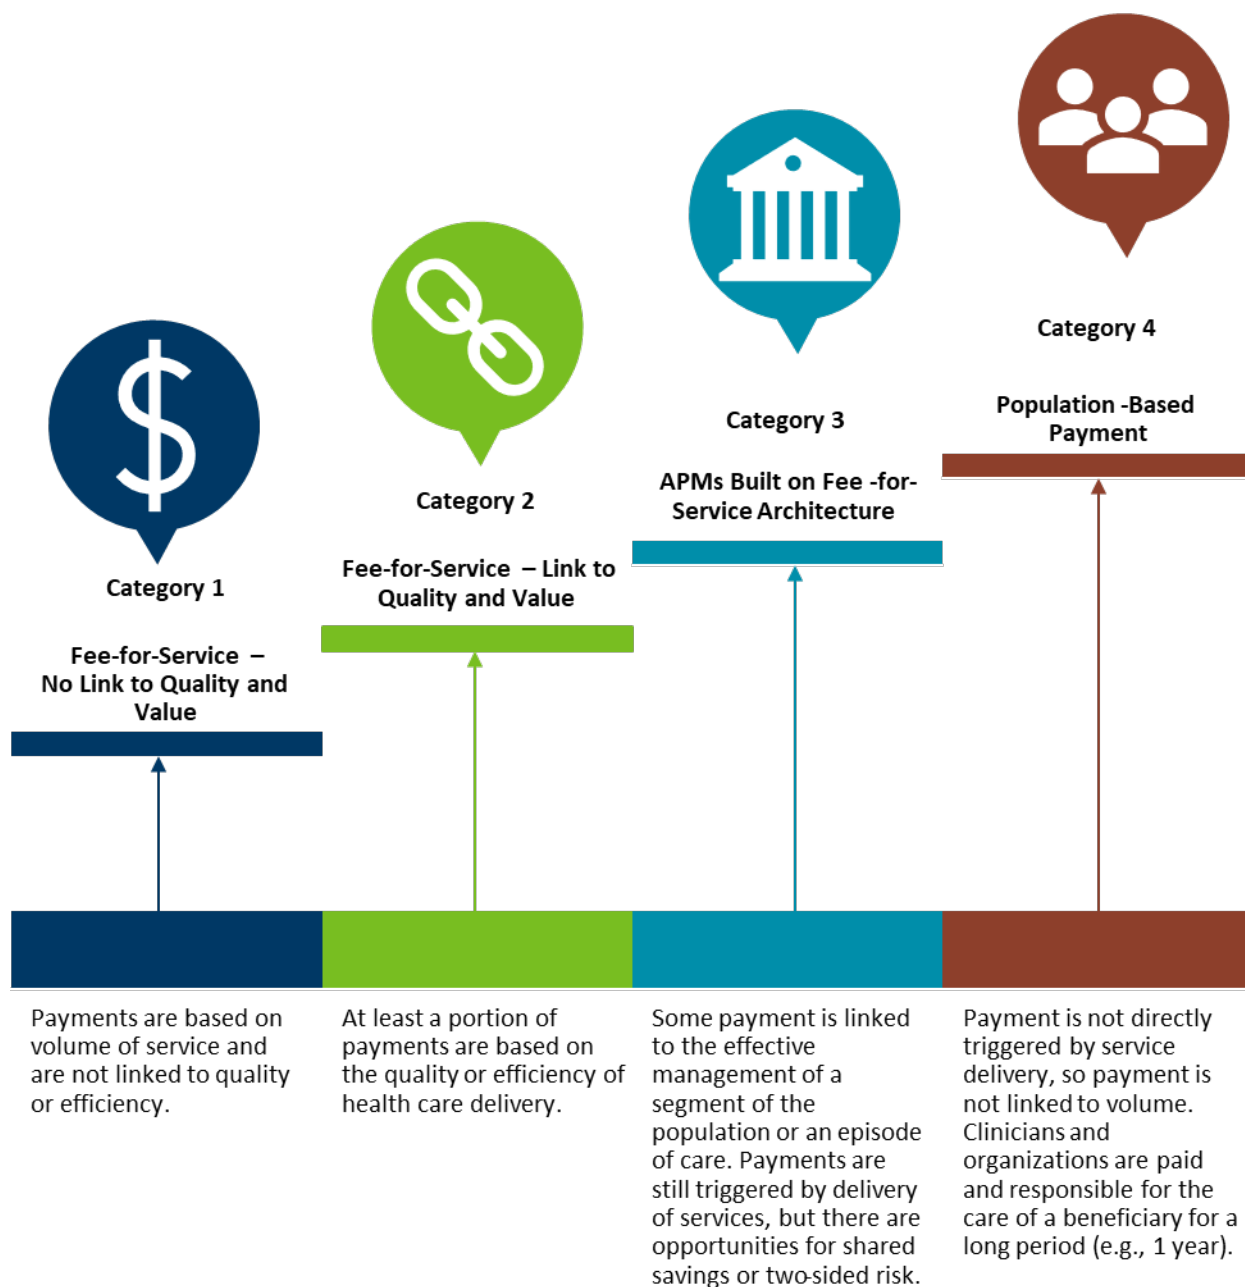 Category 1
Fee-for-Service –
No Link to Quality and
Value
Payments are based on
volume of service and
are not linked to quality
or efficiency.
Category 2
Fee-for-Service – Link to
Quality and Value
At least a portion of
payments are based on
the quality or efficiency of
health care delivery.
Category 3
APMs Built on Fee -for-
Service Architecture
Some payment is linked
to the effective
management of a
segment of the
population or an episode
of care. Payments are
still triggered by delivery
of services, but there are
opportunities for shared
savings or two-sided risk.
Category 4
Population -Based
Payment
Payment is not directly
triggered by service
delivery, so payment is
not linked to volume.
Clinicians and
organizations are paid
and responsible for the
care of a beneficiary for a
long period (e.g., 1 year).